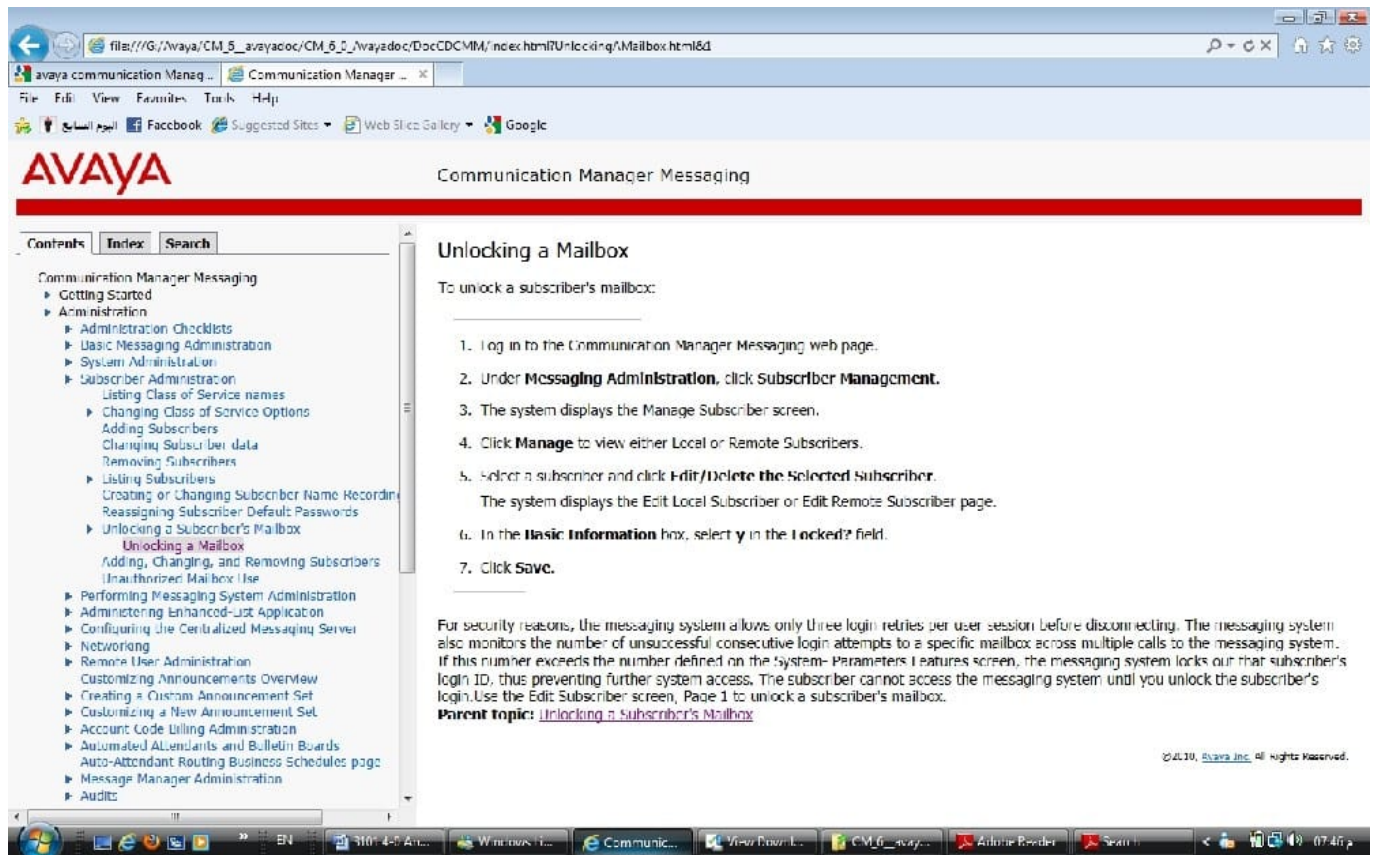 file:///G:/Avaya/CM_6__avayadoc/CM_6_0_Avayadoc/DocCDCMM/index.html?Unlocking/\Mailbox.html&1
avaya communication Manag... Communication Manager ...
File Edit View Favorites Tools Help
اليوم السابع Facebook Suggested Sites Web Slice Gallery Google
AVAYA
Communication Manager Messaging
Contents Index Search
Communication Manager Messaging
Getting Started
Administration
Administration Checklists
Basic Messaging Administration
System Administration
Subscriber Administration
Listing Class of Service names
Changing Class of Service Options
Adding Subscribers
Changing Subscriber data
Removing Subscribers
Listing Subscribers
Creating or Changing Subscriber Name Recording
Reassigning Subscriber Default Passwords
Unlocking a Subscriber's Mailbox
Unlocking a Mailbox
Adding, Changing, and Removing Subscribers
Unauthorized Mailbox Use
Performing Messaging System Administration
Administering Enhanced-List Application
Configuring the Centralized Messaging Server
Networking
Remote User Administration
Customizing Announcements Overview
Creating a Custom Announcement Set
Customizing a New Announcement Set
Account Code Billing Administration
Automated Attendants and Bulletin Boards
Auto-Attendant Routing Business Schedules page
Message Manager Administration
Audits
Unlocking a Mailbox
To unlock a subscriber's mailbox:
1. Log in to the Communication Manager Messaging web page.
2. Under Messaging Administration, click Subscriber Management.
3. The system displays the Manage Subscriber screen.
4. Click Manage to view either Local or Remote Subscribers.
5. Select a subscriber and click Edit/Delete the Selected Subscriber.
The system displays the Edit Local Subscriber or Edit Remote Subscriber page.
6. In the Basic Information box, select y in the Locked? field.
7. Click Save.
For security reasons, the messaging system allows only three login retries per user session before disconnecting. The messaging system
also monitors the number of unsuccessful consecutive login attempts to a specific mailbox across multiple calls to the messaging system.
If this number exceeds the number defined on the System- Parameters Features screen, the messaging system locks out that subscriber's
login ID, thus preventing further system access. The subscriber cannot access the messaging system until you unlock the subscriber's
login.Use the Edit Subscriber screen, Page 1 to unlock a subscriber's mailbox.
Parent topic: Unlocking a Subscriber's Mailbox
©2010, Avaya Inc. All Rights Reserved.
EN 3101 4-0 An... Windows Li... Communic... View Downl... CM_6__avay... Adobe Reader Search 07:46 م